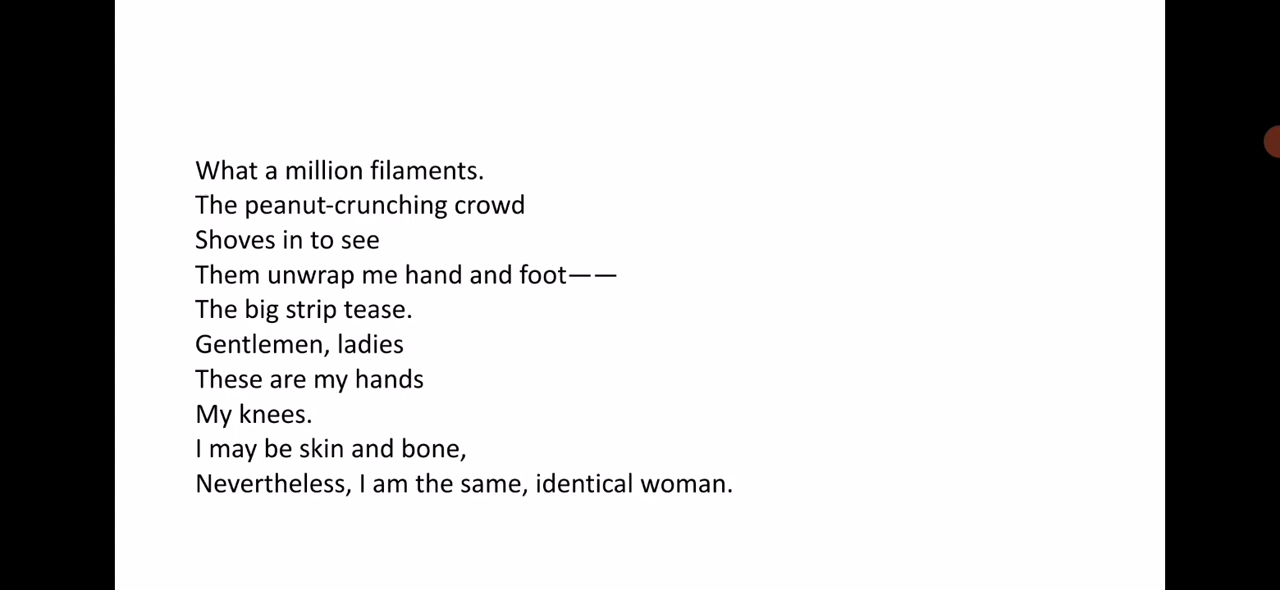 What a million filaments.
The peanut-crunching crowd
Shoves in to see
Them unwrap me hand and foot——
The big strip tease.
Gentlemen, ladies
These are my hands
My knees.
I may be skin and bone,
Nevertheless, I am the same, identical woman.